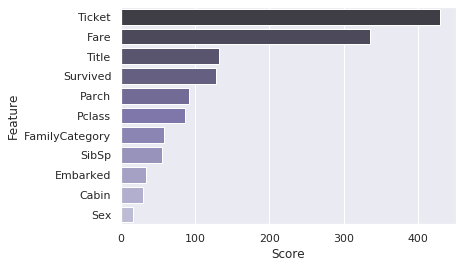 Ticket
Fare
Title
Survived
Parch
Pclass
FamilyCategory
SibSp
Embarked
Cabin
Sex
Feature
0 100 200 300 400
Score